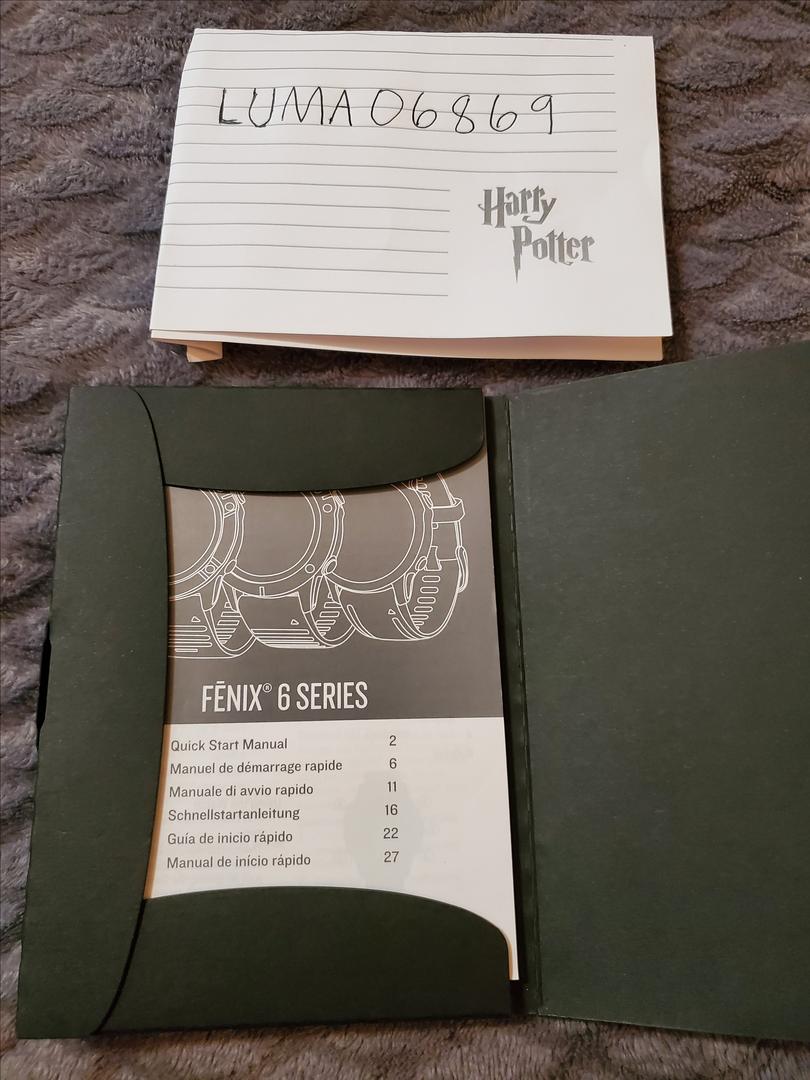 LUMA06869
Harry
Potter
FĒNIX® 6 SERIES
Quick Start Manual 2
Manuel de démarrage rapide 6
Manuale di avvio rapido 11
Schnellstartanleitung 16
Guía de inicio rápido 22
Manual de início rápido 27